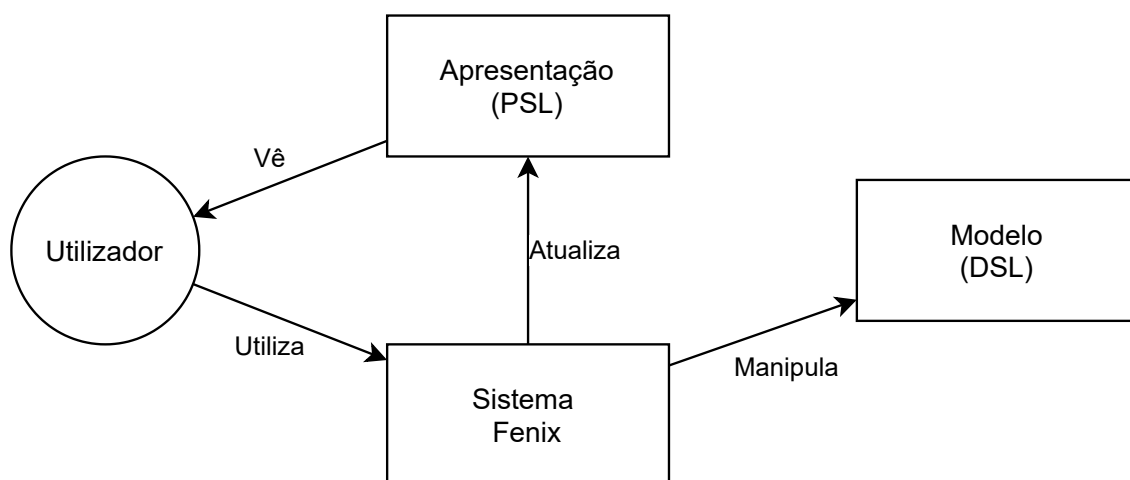 Apresentação
(PSL)
Vê
Utilizador
Atualiza
Modelo
(DSL)
Utiliza
Manipula
Sistema
Fenix